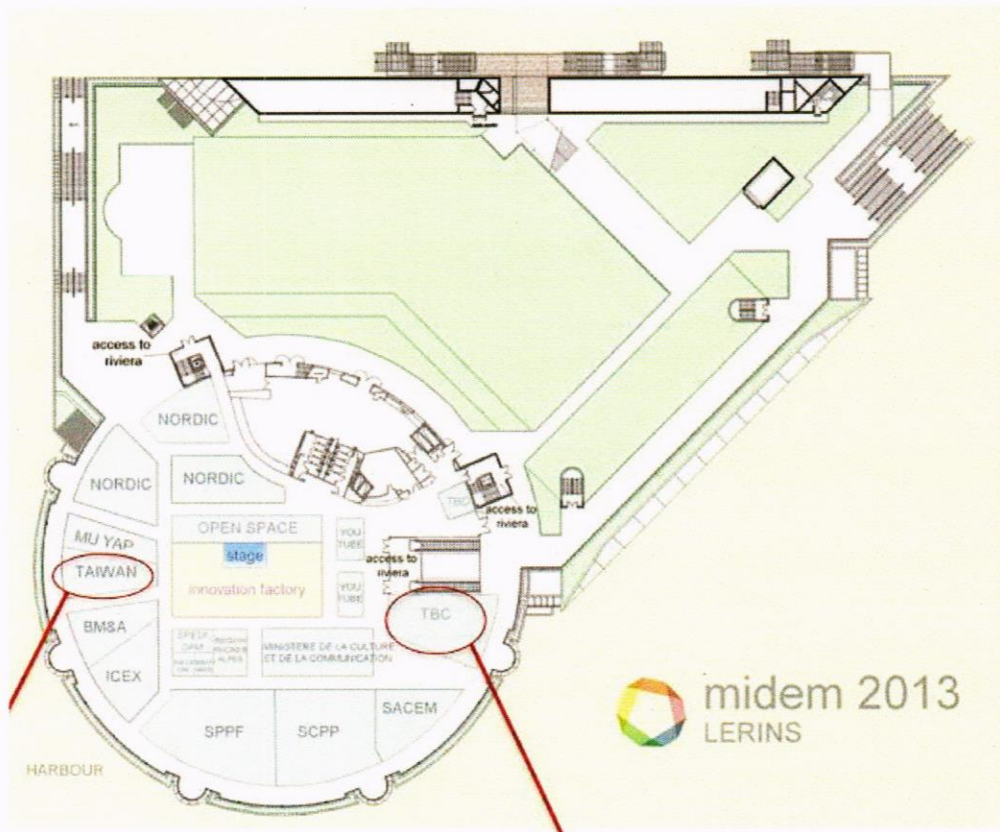 access to
riviera
NORDIC
NORDIC
NORDIC
TBC
access to
riviera
OPEN SPACE
YOU
TUBE
MU YAP
stage
access to
riviera
TAIWAN
innovation factory
YOU
TUBE
TBC
BM&A
MINISTERE DE LA CULTURE
ET DE LA COMMUNICATION
ALPES
ICEX
SACEM
SPPF
SCPP
midem 2013
LERINS
HARBOUR